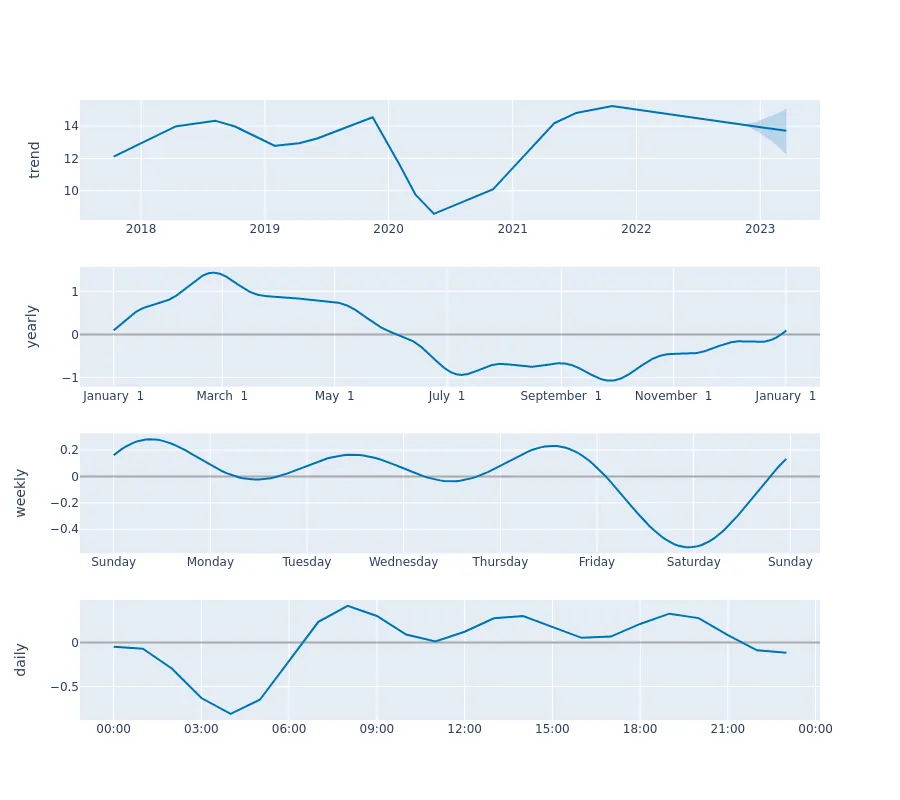 trend
14
12
10
2018 2019 2020 2021 2022 2023
yearly
1
0
−1
January 1 March 1 May 1 July 1 September 1 November 1 January 1
weekly
0.2
0
−0.2
−0.4
Sunday Monday Tuesday Wednesday Thursday Friday Saturday Sunday
daily
0
−0.5
00:00 03:00 06:00 09:00 12:00 15:00 18:00 21:00 00:00